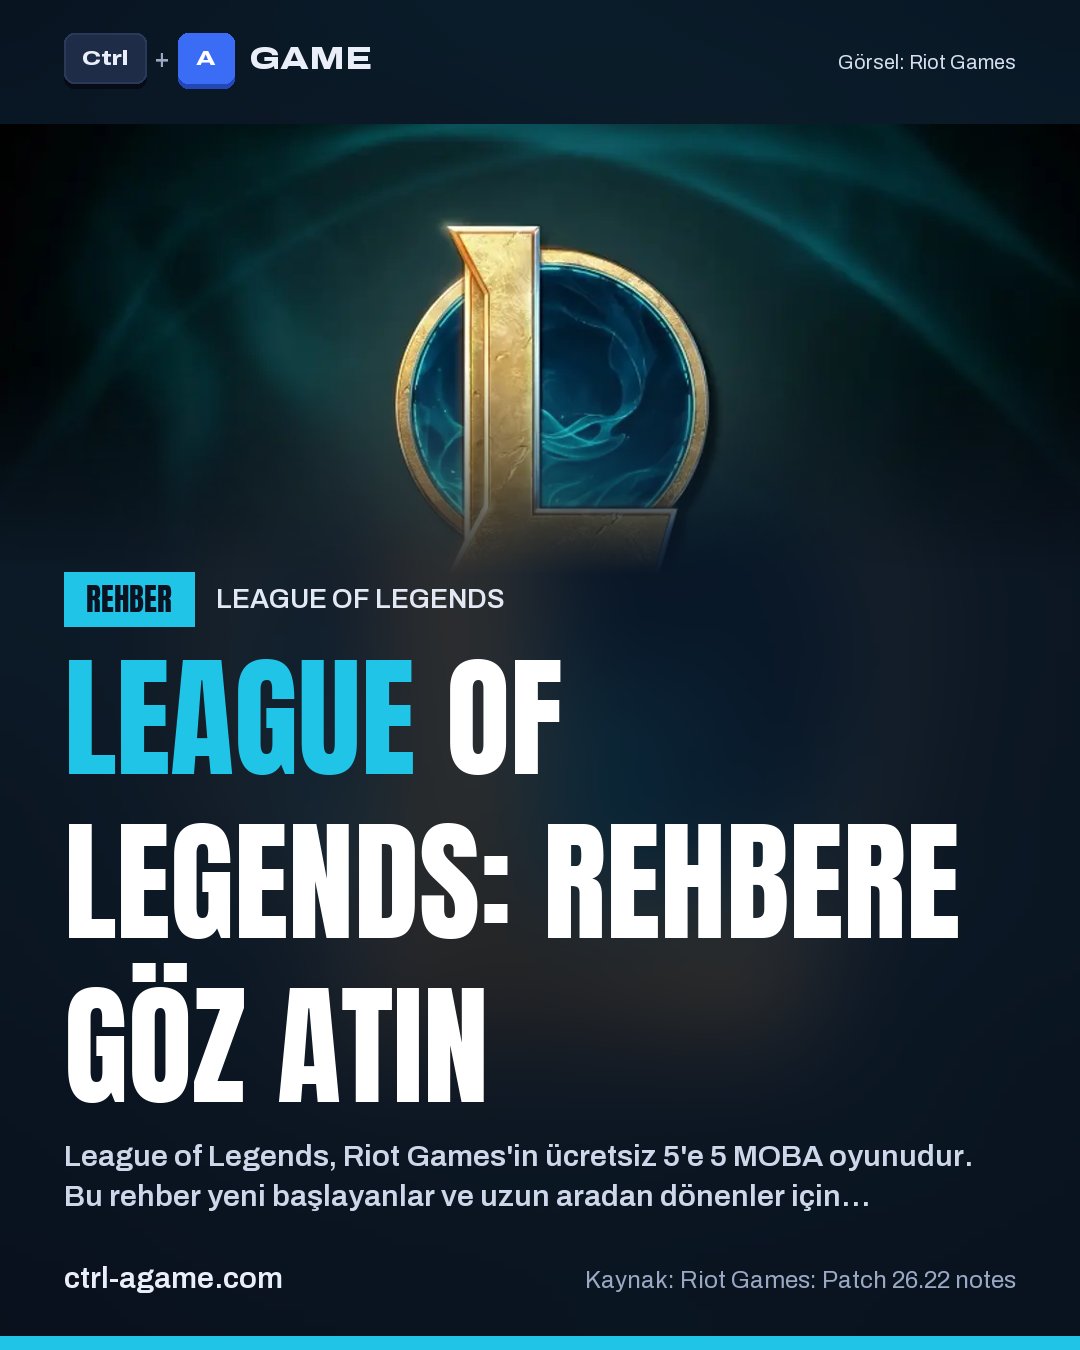 Ctrl + A GAME
Görsel: Riot Games
REHBER LEAGUE OF LEGENDS
LEAGUE OF
LEGENDS: REHBERE
GÖZ ATIN
League of Legends, Riot Games'in ücretsiz 5'e 5 MOBA oyunudur.
Bu rehber yeni başlayanlar ve uzun aradan dönenler için...
ctrl-agame.com
Kaynak: Riot Games: Patch 26.22 notes